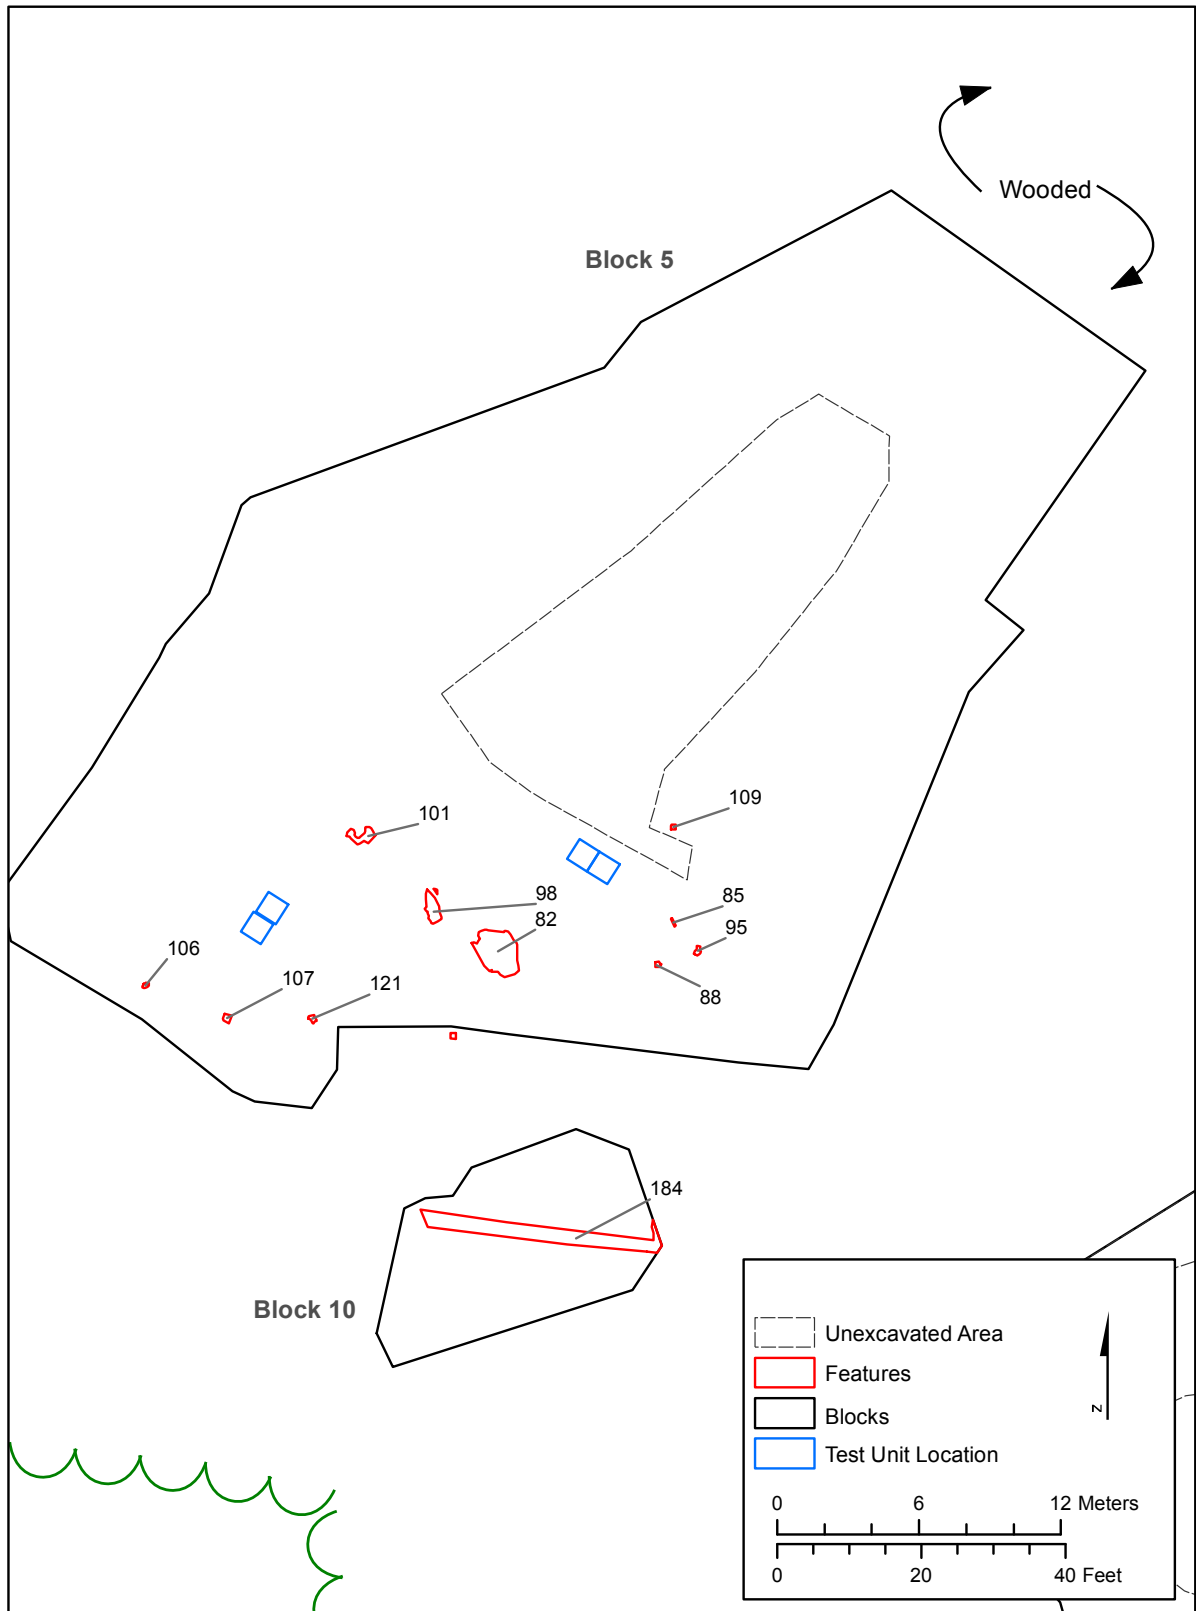 Wooded
Block 5
109
101
98
85
82
95
106
107
121
88
184
Block 10
Unexcavated Area
Features
Blocks
Test Unit Location
N
0 6 12 Meters
0 20 40 Feet